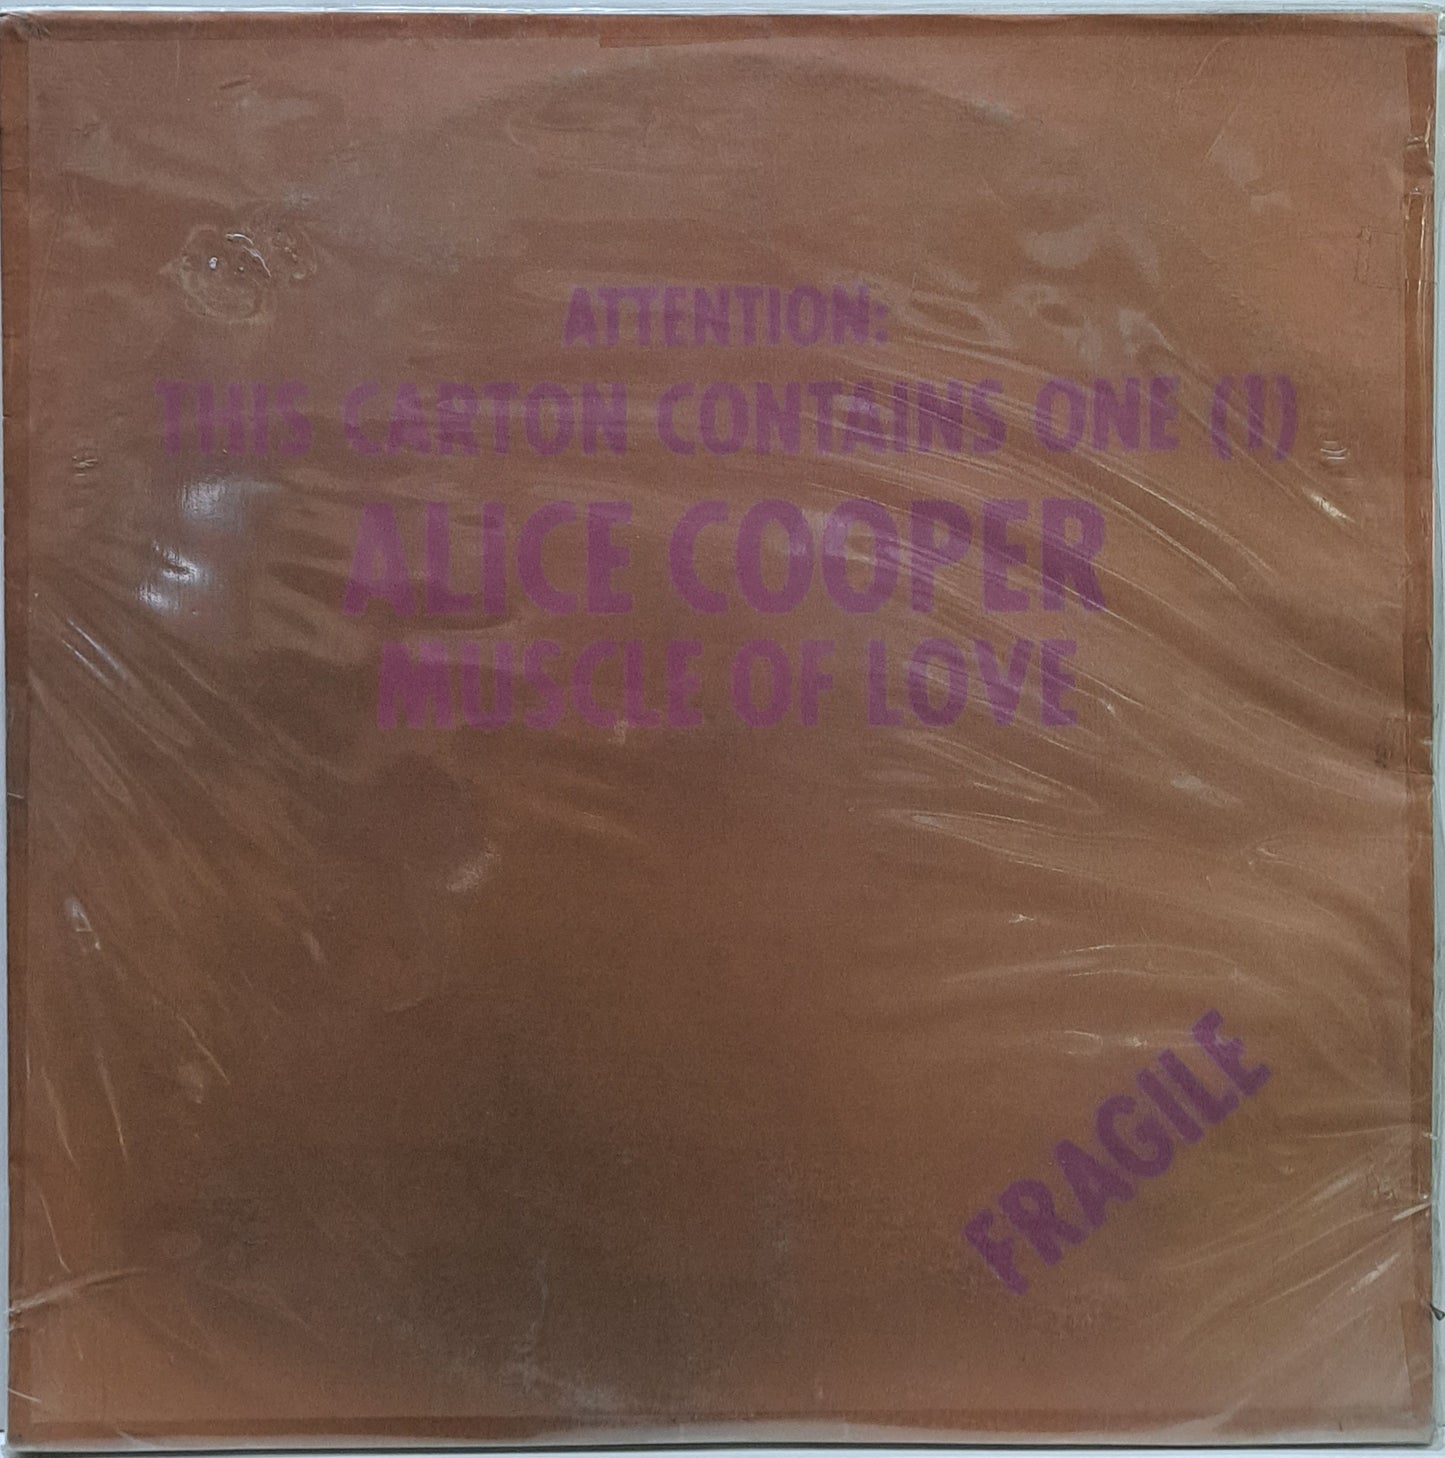 ATTENTION:
THIS CARTON CONTAINS ONE (1)
ALICE COOPER
MUSCLE OF LOVE
FRAGILE